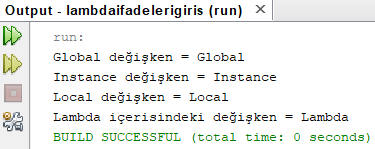 Output - lambdaifadelerigiris (run) ×
run:
Global değişken = Global
Instance değişken = Instance
Local değişken = Local
Lambda içerisindeki değişken = Lambda
BUILD SUCCESSFUL (total time: 0 seconds)